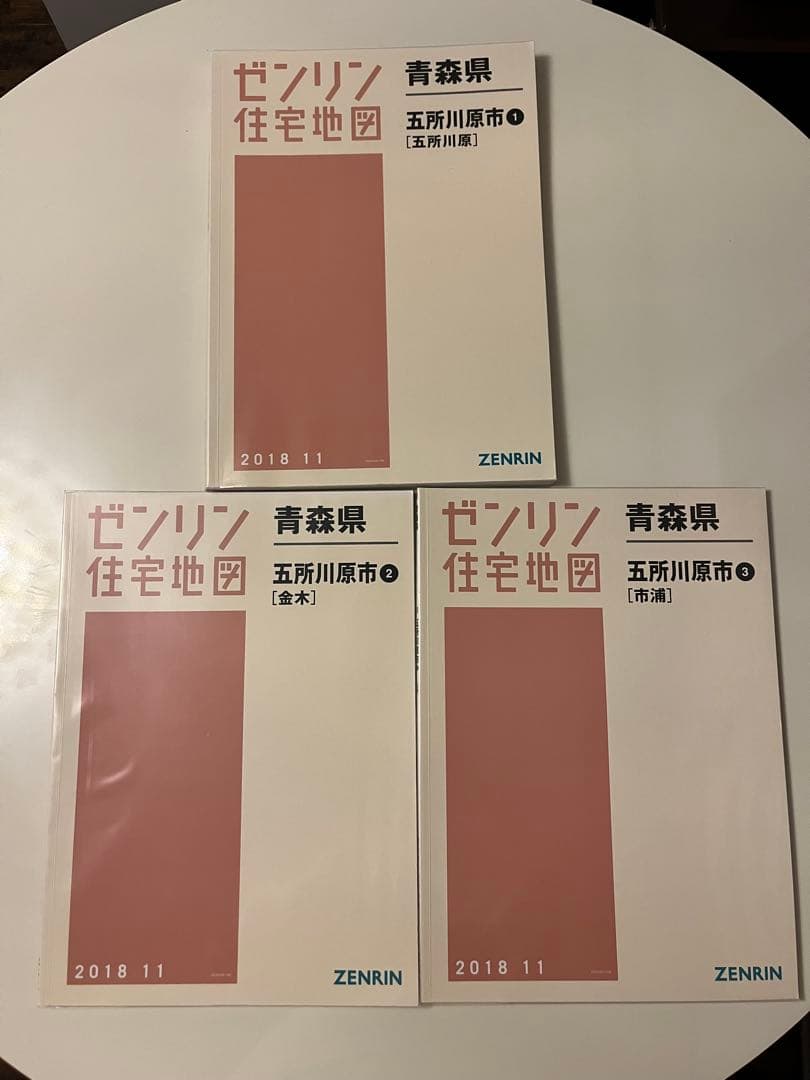 ゼンリン
住宅地図
青森県
五所川原市❶
[五所川原]
2018 11
ZENRIN
ゼンリン
住宅地図
青森県
五所川原市❷
[金木]
2018 11
ZENRIN
ゼンリン
住宅地図
青森県
五所川原市❸
[市浦]
2018 11
ZENRIN